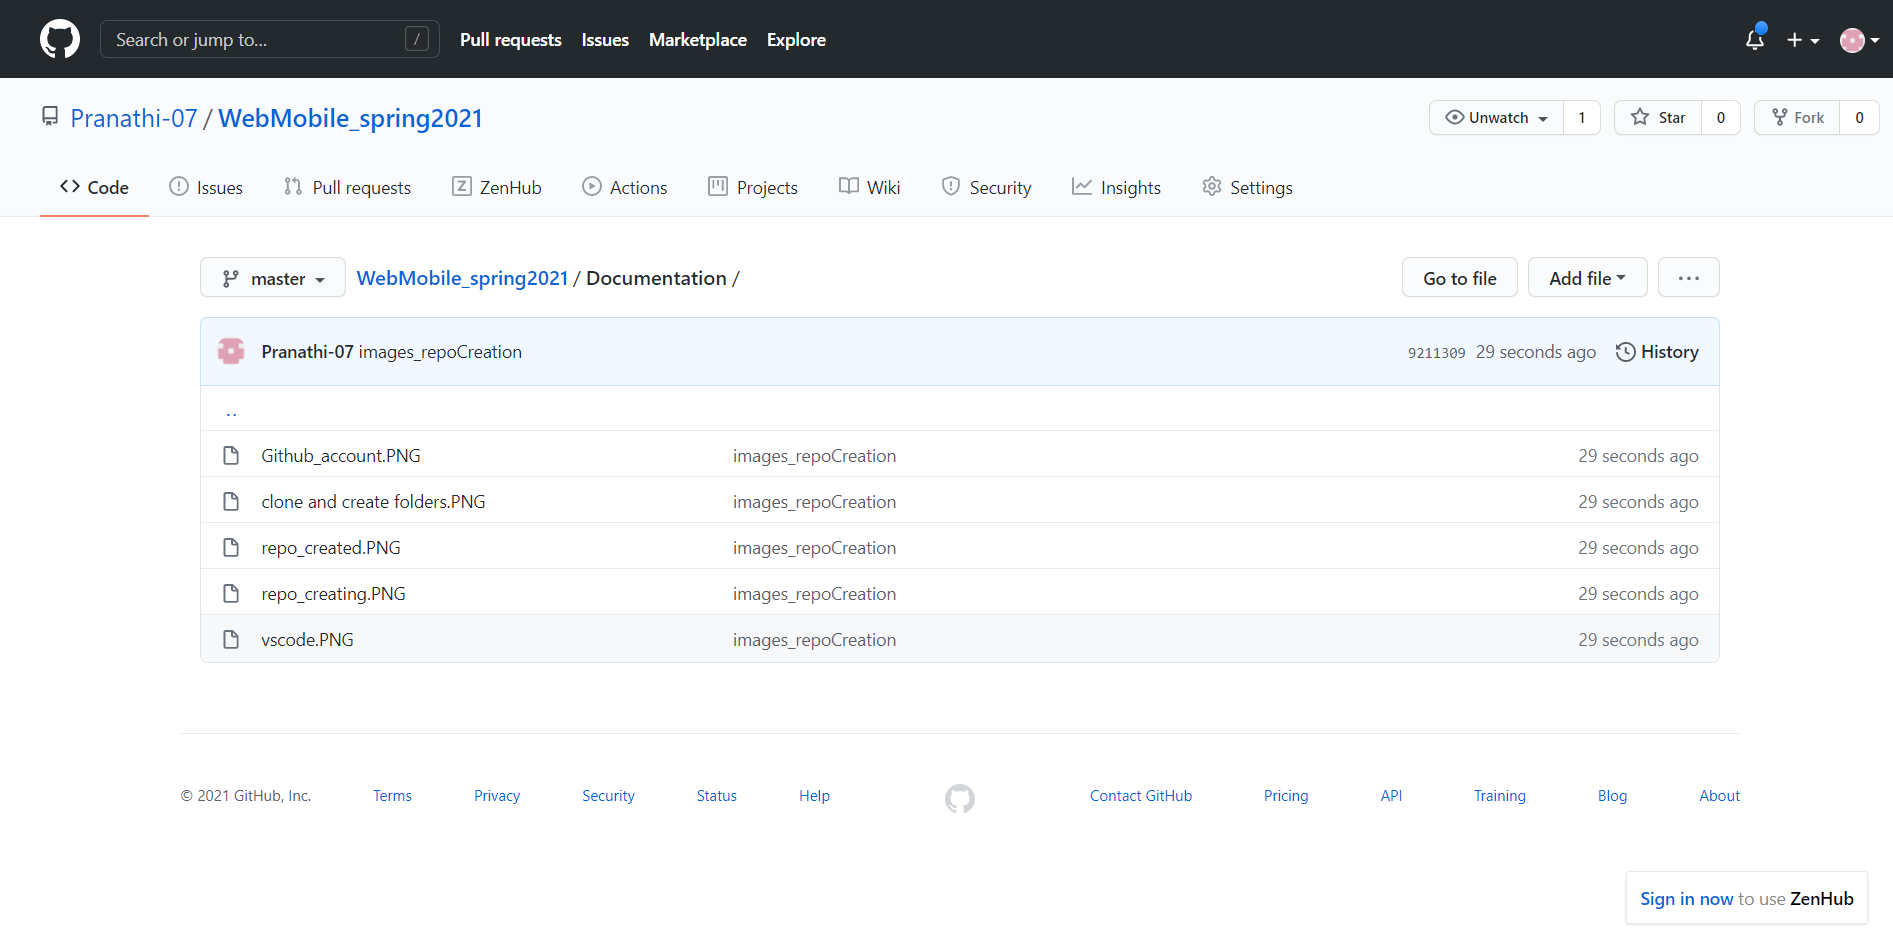 Search or jump to... / Pull requests Issues Marketplace Explore
Pranathi-07 / WebMobile_spring2021 Unwatch 1 Star 0 Fork 0
Code Issues Pull requests ZenHub Actions Projects Wiki Security Insights Settings
master WebMobile_spring2021 / Documentation / Go to file Add file ...
Pranathi-07 images_repoCreation 9211309 29 seconds ago History
..
Github_account.PNG images_repoCreation 29 seconds ago
clone and create folders.PNG images_repoCreation 29 seconds ago
repo_created.PNG images_repoCreation 29 seconds ago
repo_creating.PNG images_repoCreation 29 seconds ago
vscode.PNG images_repoCreation 29 seconds ago
© 2021 GitHub, Inc. Terms Privacy Security Status Help Contact GitHub Pricing API Training Blog About
Sign in now to use ZenHub